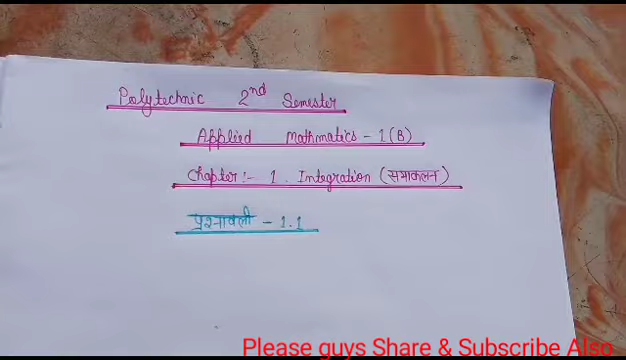 Polytechnic 2nd Semester
Applied Mathmatics - 1 (B)
Chapter:- 1. Integration (समाकलन)
प्रश्नावली - 1.1
Please guys Share & Subscribe Also